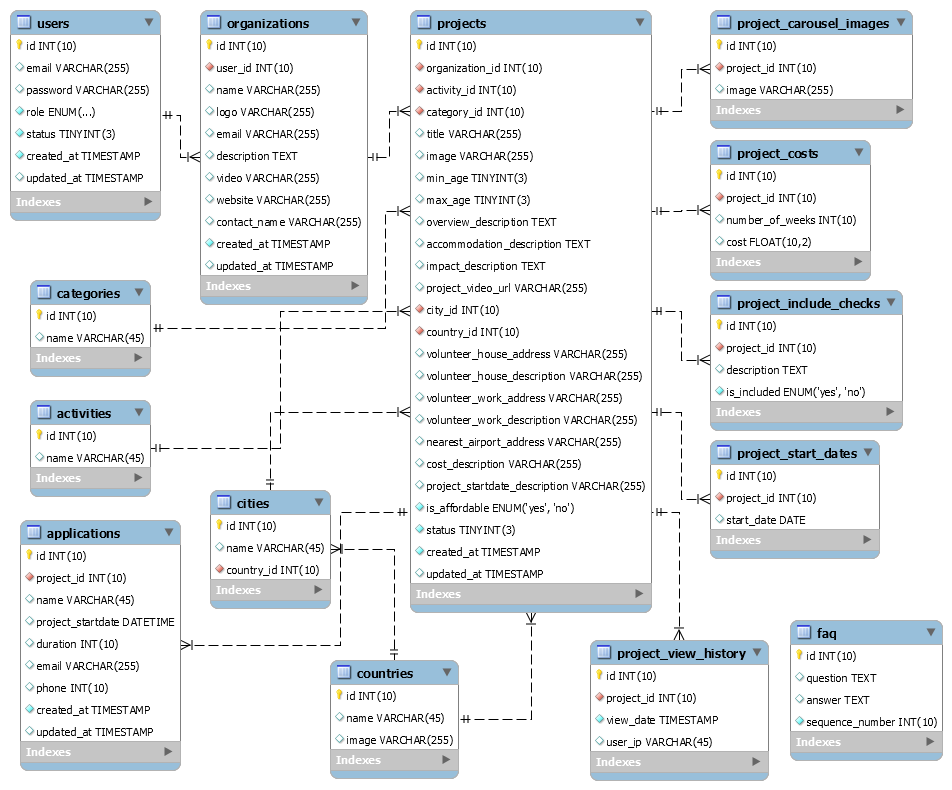 users
id INT(10)
email VARCHAR(255)
password VARCHAR(255)
role ENUM(...)
status TINYINT(3)
created_at TIMESTAMP
updated_at TIMESTAMP
Indexes
organizations
id INT(10)
user_id INT(10)
name VARCHAR(255)
logo VARCHAR(255)
email VARCHAR(255)
description TEXT
video VARCHAR(255)
website VARCHAR(255)
contact_name VARCHAR(255)
created_at TIMESTAMP
updated_at TIMESTAMP
Indexes
projects
id INT(10)
organization_id INT(10)
activity_id INT(10)
category_id INT(10)
title VARCHAR(255)
image VARCHAR(255)
min_age TINYINT(3)
max_age TINYINT(3)
overview_description TEXT
accommodation_description TEXT
impact_description TEXT
project_video_url VARCHAR(255)
city_id INT(10)
country_id INT(10)
volunteer_house_address VARCHAR(255)
volunteer_house_description VARCHAR(255)
volunteer_work_address VARCHAR(255)
volunteer_work_description VARCHAR(255)
nearest_airport_address VARCHAR(255)
cost_description VARCHAR(255)
project_startdate_description VARCHAR(255)
is_affordable ENUM('yes', 'no')
status TINYINT(3)
created_at TIMESTAMP
updated_at TIMESTAMP
Indexes
project_carousel_images
id INT(10)
project_id INT(10)
image VARCHAR(255)
Indexes
project_costs
id INT(10)
project_id INT(10)
number_of_weeks INT(10)
cost FLOAT(10,2)
Indexes
project_include_checks
id INT(10)
project_id INT(10)
description TEXT
is_included ENUM('yes', 'no')
Indexes
project_start_dates
id INT(10)
project_id INT(10)
start_date DATE
Indexes
categories
id INT(10)
name VARCHAR(45)
Indexes
activities
id INT(10)
name VARCHAR(45)
Indexes
cities
id INT(10)
name VARCHAR(45)
country_id INT(10)
Indexes
applications
id INT(10)
project_id INT(10)
name VARCHAR(45)
project_startdate DATETIME
duration INT(10)
email VARCHAR(255)
phone INT(10)
created_at TIMESTAMP
updated_at TIMESTAMP
Indexes
countries
id INT(10)
name VARCHAR(45)
image VARCHAR(255)
Indexes
project_view_history
id INT(10)
project_id INT(10)
view_date TIMESTAMP
user_ip VARCHAR(45)
Indexes
faq
id INT(10)
question TEXT
answer TEXT
sequence_number INT(10)
Indexes